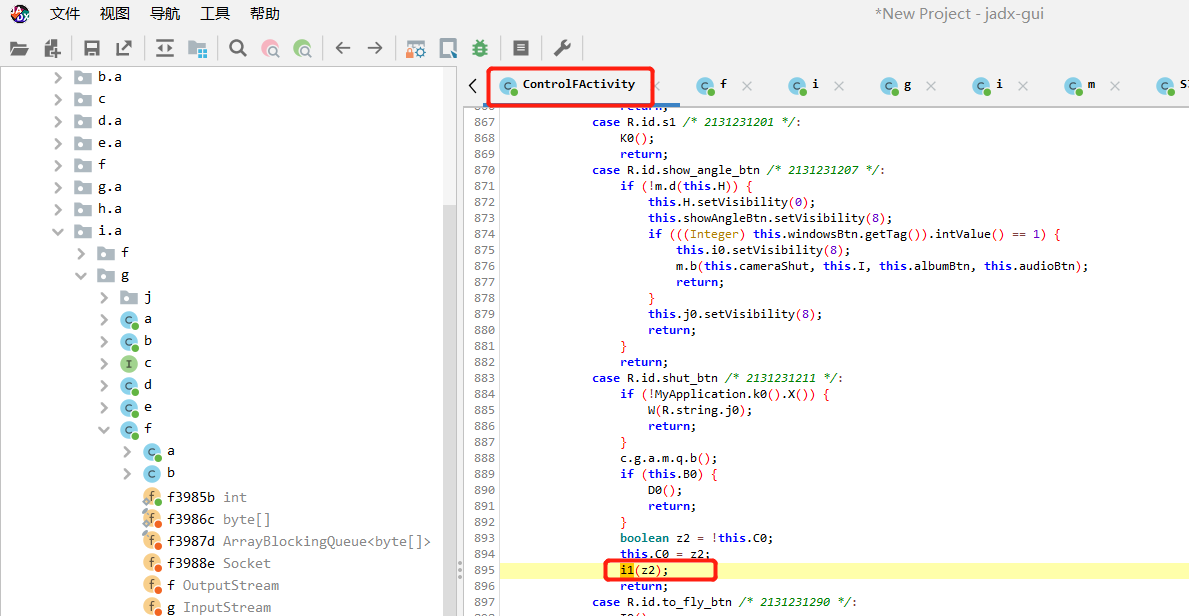 文件 视图 导航 工具 帮助 *New Project - jadx-gui
b.a
c
d.a
e.a
f
g.a
h.a
i.a
f
g
j
a
b
c
d
e
f
a
b
f3985b int
f3986c byte[]
f3987d ArrayBlockingQueue<byte[]>
f3988e Socket
f OutputStream
g InputStream
ControlFActivity f i g i m
867 case R.id.s1 /* 2131231201 */:
868 K0();
869 return;
870 case R.id.show_angle_btn /* 2131231207 */:
871 if (!m.d(this.H)) {
872 this.H.setVisibility(0);
873 this.showAngleBtn.setVisibility(8);
874 if (((Integer) this.windowsBtn.getTag()).intValue() == 1) {
875 this.i0.setVisibility(8);
876 m.b(this.cameraShut, this.I, this.albumBtn, this.audioBtn);
877 return;
878 }
879 this.j0.setVisibility(8);
880 return;
881 }
882 return;
883 case R.id.shut_btn /* 2131231211 */:
884 if (!MyApplication.k0().X()) {
885 W(R.string.j0);
886 return;
887 }
888 c.g.a.m.q.b();
889 if (this.B0) {
890 D0();
891 return;
892 }
893 boolean z2 = !this.C0;
894 this.C0 = z2;
895 i1(z2);
896 return;
897 case R.id.to_fly_btn /* 2131231290 */: